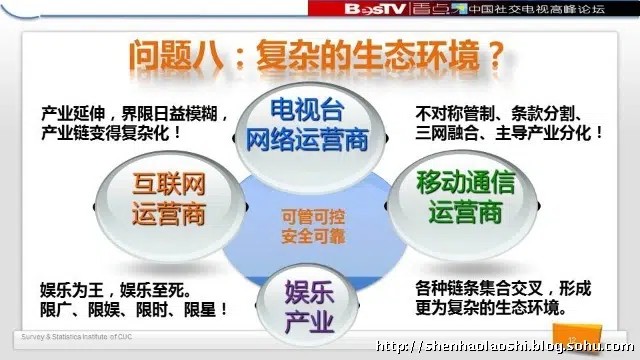 BesTV 百点 中国社交电视高峰论坛
问题八：复杂的生态环境？
产业延伸，界限日益模糊，
产业链变得复杂化！
电视台
网络运营商
不对称管制、条款分割、
三网融合、主导产业分化！
互联网
运营商
移动通信
运营商
可管可控
安全可靠
娱乐为王，娱乐至死。
限广、限娱、限时、限星！
娱乐
产业
各种链条集合交叉，形成
更为复杂的生态环境。
Survey & Statistics Institute of CUC
http://shenhaolaoshi.blog.sohu.com